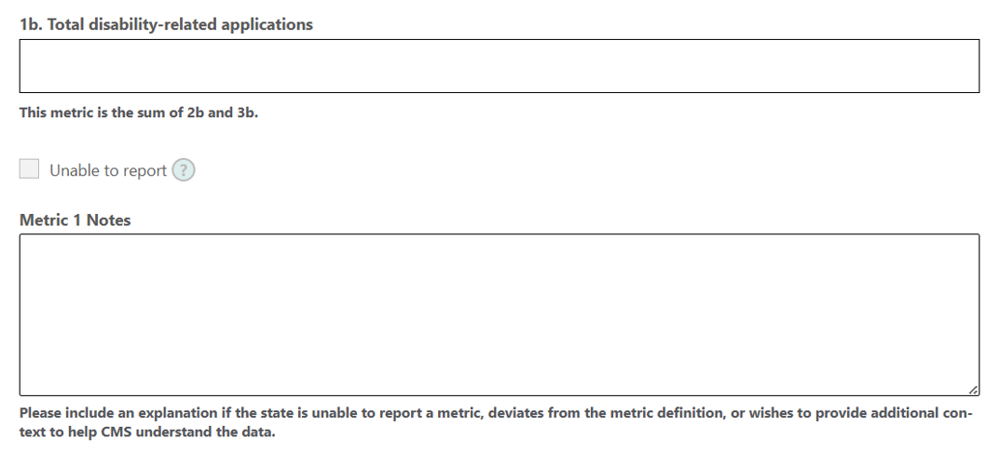 1b. Total disability-related applications
This metric is the sum of 2b and 3b.
Unable to report ?
Metric 1 Notes
Please include an explanation if the state is unable to report a metric, deviates from the metric definition, or wishes to provide additional con-
text to help CMS understand the data.